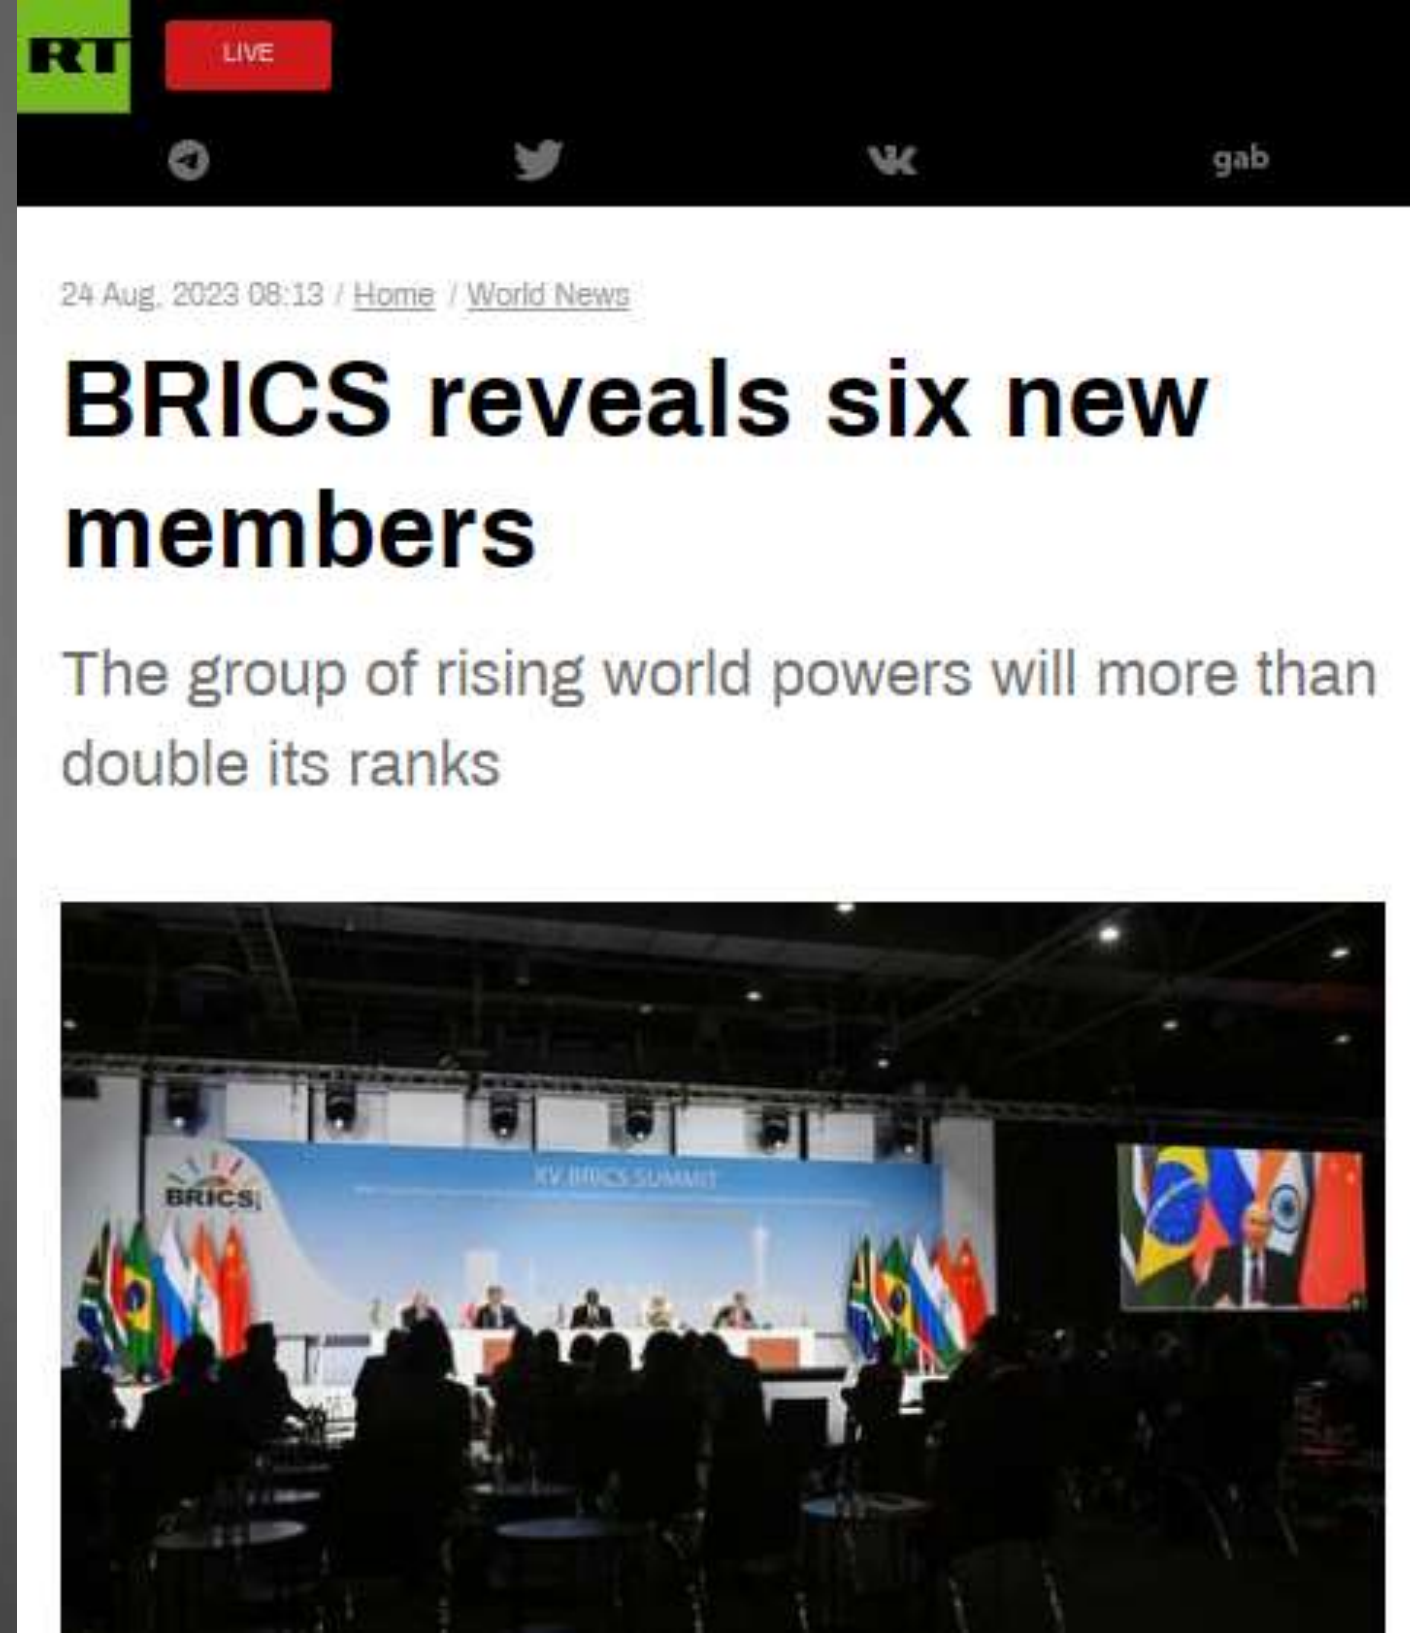 RT
LIVE
gab
24 Aug, 2023 08:13 / Home / World News
BRICS reveals six new
members
The group of rising world powers will more than
double its ranks
XV BRICS SUMMIT
BRICS